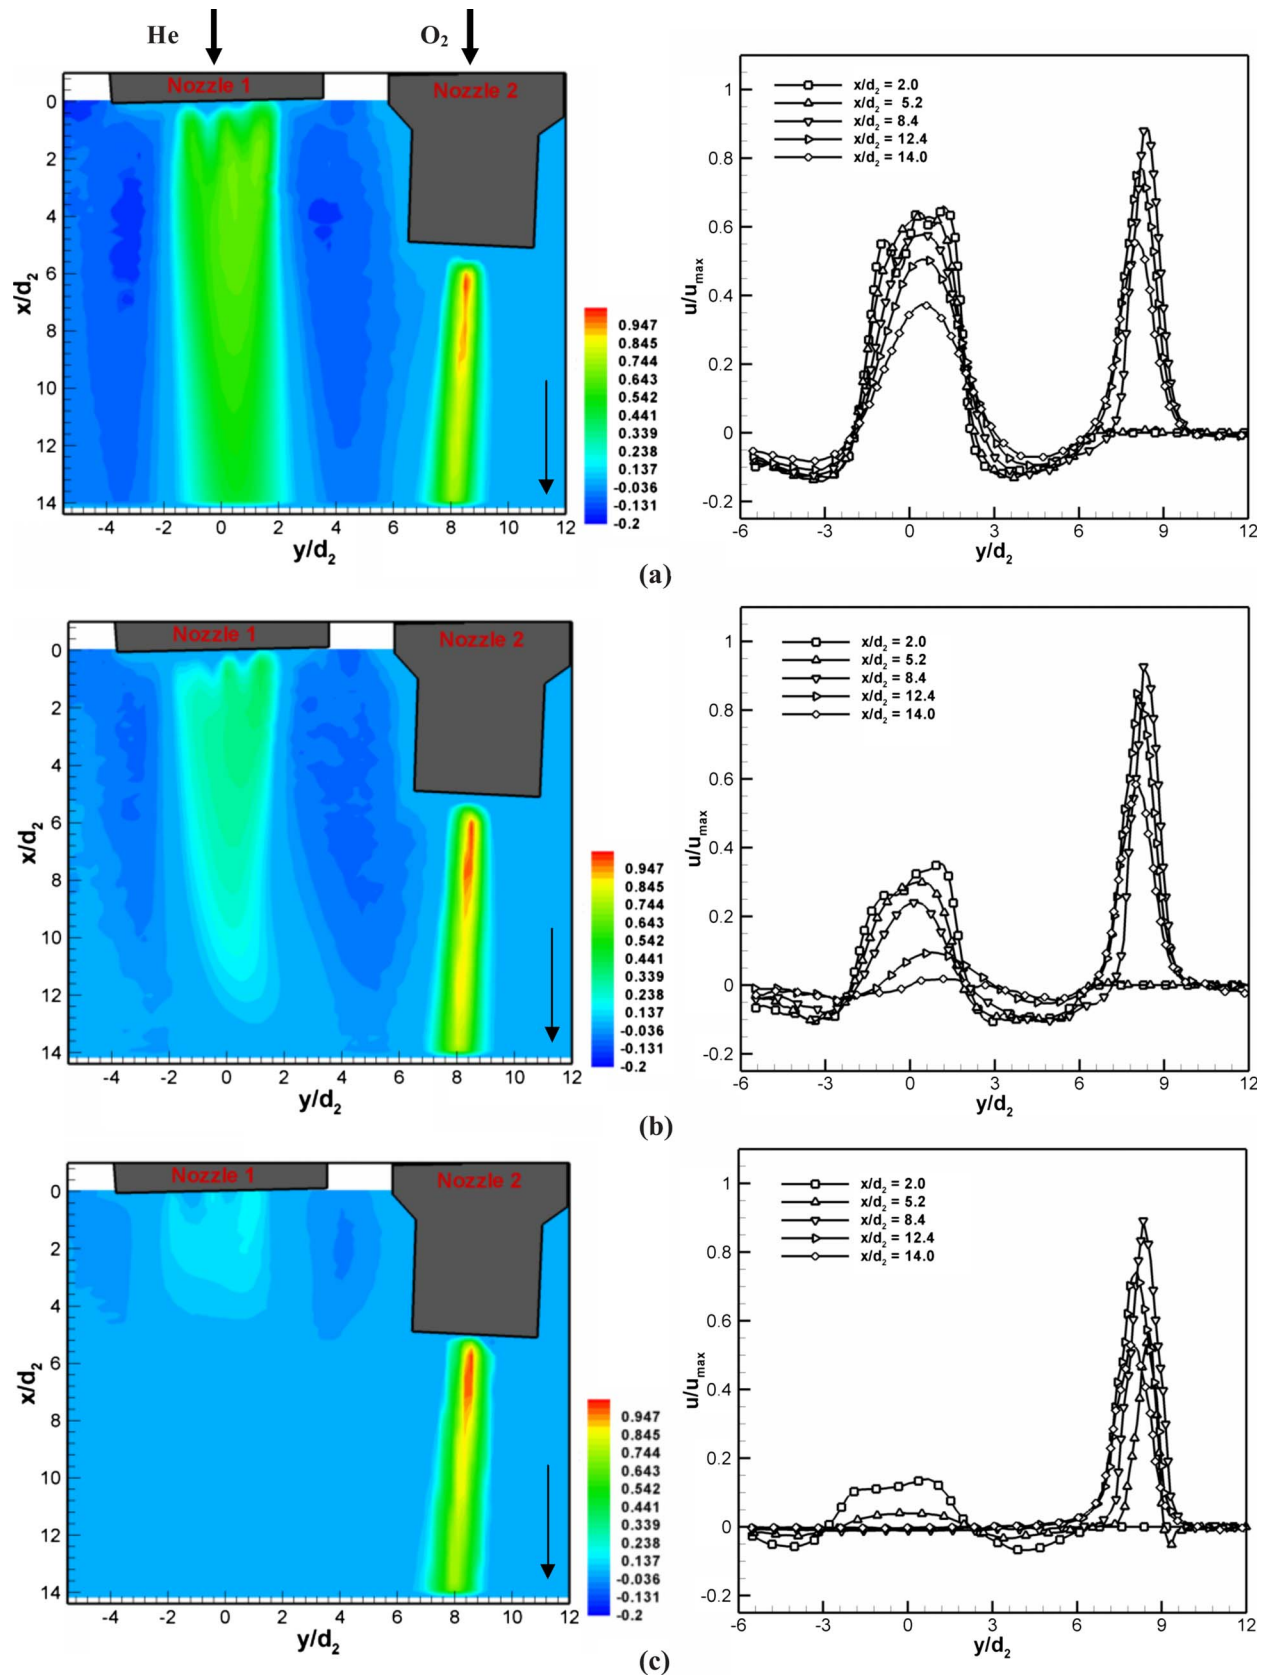 He O₂
Nozzle 1 Nozzle 2
0
2
4
6
8
10
12
14
x/d₂
-4 -2 0 2 4 6 8 10 12
y/d₂
0.947
0.845
0.744
0.643
0.542
0.441
0.339
0.238
0.137
-0.036
-0.131
-0.2
x/d₂ = 2.0
x/d₂ = 5.2
x/d₂ = 8.4
x/d₂ = 12.4
x/d₂ = 14.0
1
0.8
0.6
0.4
0.2
0
-0.2
u/uₘₐₓ
-6 -3 0 3 6 9 12
y/d₂
(a)
Nozzle 1 Nozzle 2
0
2
4
6
8
10
12
14
x/d₂
-4 -2 0 2 4 6 8 10 12
y/d₂
0.947
0.845
0.744
0.643
0.542
0.441
0.339
0.238
0.137
-0.036
-0.131
-0.2
x/d₂ = 2.0
x/d₂ = 5.2
x/d₂ = 8.4
x/d₂ = 12.4
x/d₂ = 14.0
1
0.8
0.6
0.4
0.2
0
-0.2
u/uₘₐₓ
-6 -3 0 3 6 9 12
y/d₂
(b)
Nozzle 1 Nozzle 2
0
2
4
6
8
10
12
14
x/d₂
-4 -2 0 2 4 6 8 10 12
y/d₂
0.947
0.845
0.744
0.643
0.542
0.441
0.339
0.238
0.137
-0.036
-0.131
-0.2
x/d₂ = 2.0
x/d₂ = 5.2
x/d₂ = 8.4
x/d₂ = 12.4
x/d₂ = 14.0
1
0.8
0.6
0.4
0.2
0
-0.2
u/uₘₐₓ
-6 -3 0 3 6 9 12
y/d₂
(c)